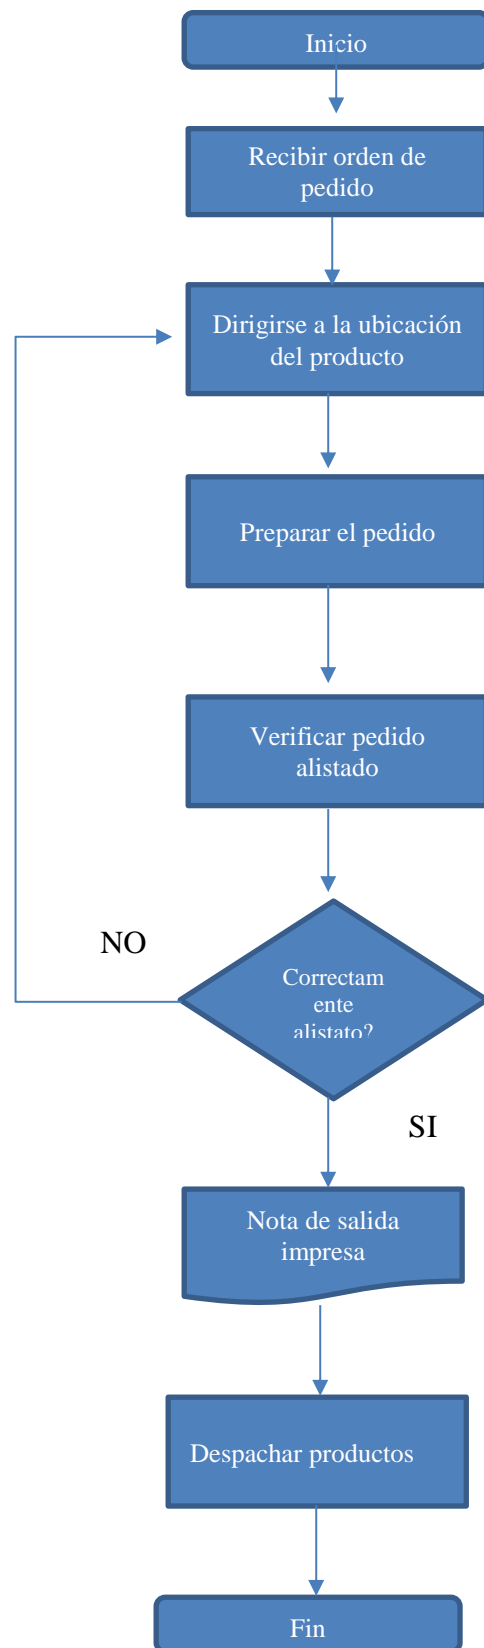 Inicio
Recibir orden de
pedido
Dirigirse a la ubicación
del producto
Preparar el pedido
Verificar pedido
alistado
NO
Correctam
ente
alistato?
SI
Nota de salida
impresa
Despachar productos
Fin